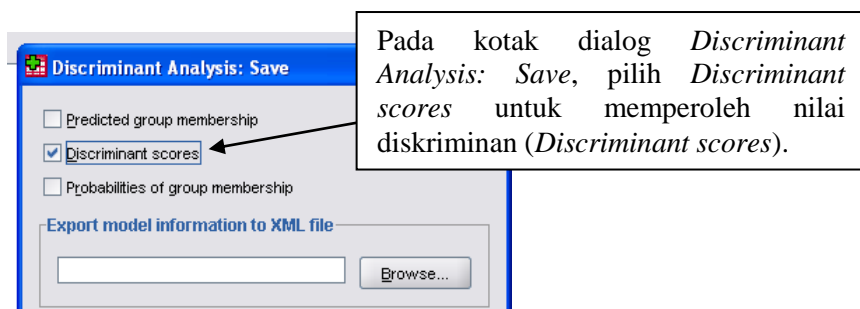 Discriminant Analysis: Save
Predicted group membership
Discriminant scores
Probabilities of group membership
Export model information to XML file
Browse...
Pada kotak dialog Discriminant
Analysis: Save, pilih Discriminant
scores untuk memperoleh nilai
diskriminan (Discriminant scores).